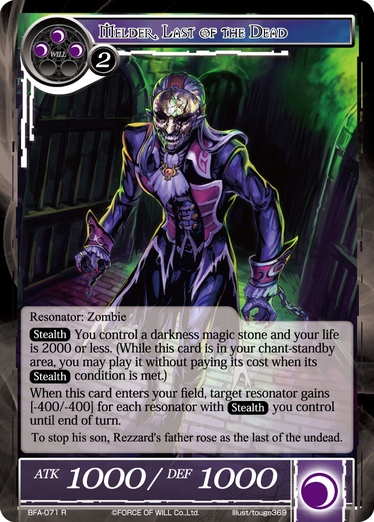 Melder, Last of the Dead
WILL
2
Resonator: Zombie
Stealth You control a darkness magic stone and your life
is 2000 or less. (While this card is in your chant-standby
area, you may play it without paying its cost when its
Stealth condition is met.)
When this card enters your field, target resonator gains
[-400/-400] for each resonator with Stealth you control
until end of turn.
To stop his son, Rezzard's father rose as the last of the undead.
ATK 1000 / DEF 1000
BFA-071 R ©FORCE OF WILL Co.,Ltd. Illust/touge369